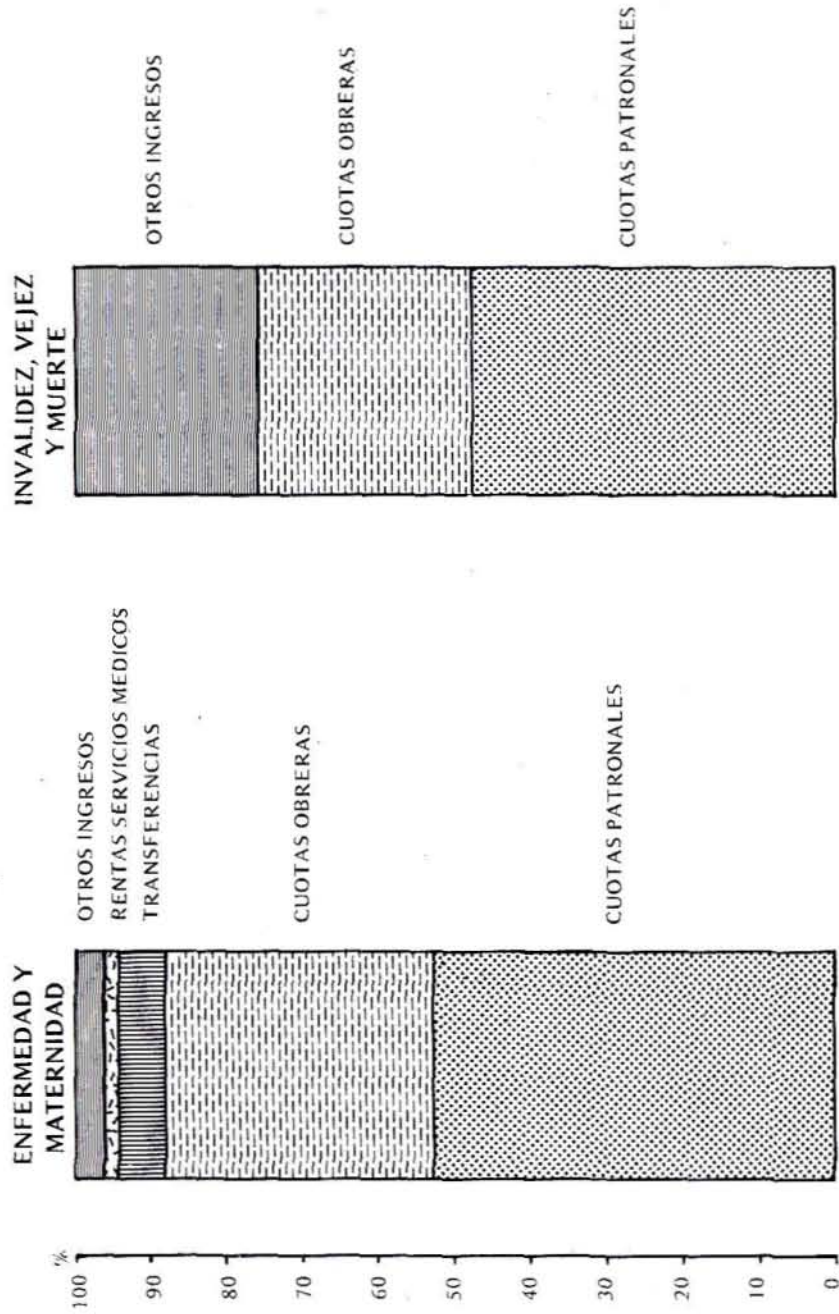 %
100
90
80
70
60
50
40
30
20
10
0
ENFERMEDAD Y
MATERNIDAD
OTROS INGRESOS
RENTAS SERVICIOS MEDICOS
TRANSFERENCIAS
CUOTAS OBRERAS
CUOTAS PATRONALES
INVALIDEZ, VEJEZ
Y MUERTE
OTROS INGRESOS
CUOTAS OBRERAS
CUOTAS PATRONALES